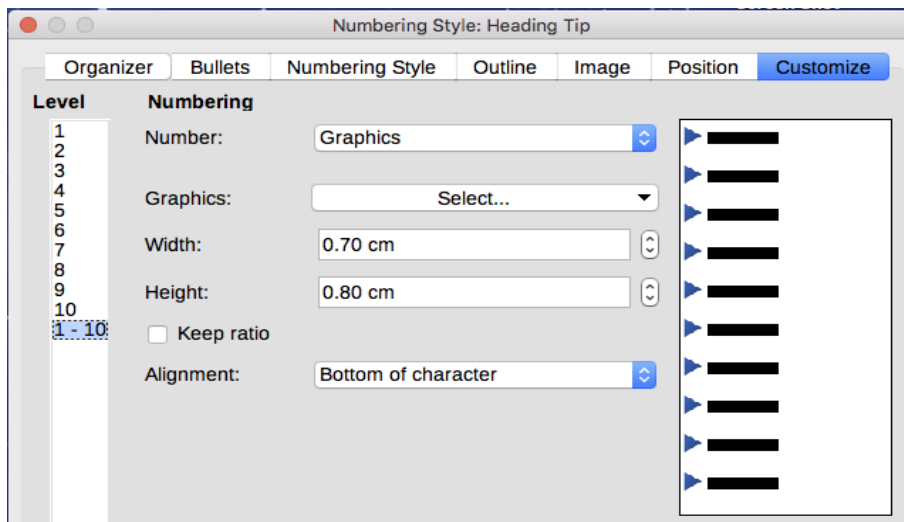 Numbering Style: Heading Tip
Organizer Bullets Numbering Style Outline Image Position Customize
Level Numbering
1
2
3
4
5
6
7
8
9
10
1 - 10
Number: Graphics
Graphics: Select...
Width: 0.70 cm
Height: 0.80 cm
Keep ratio
Alignment: Bottom of character